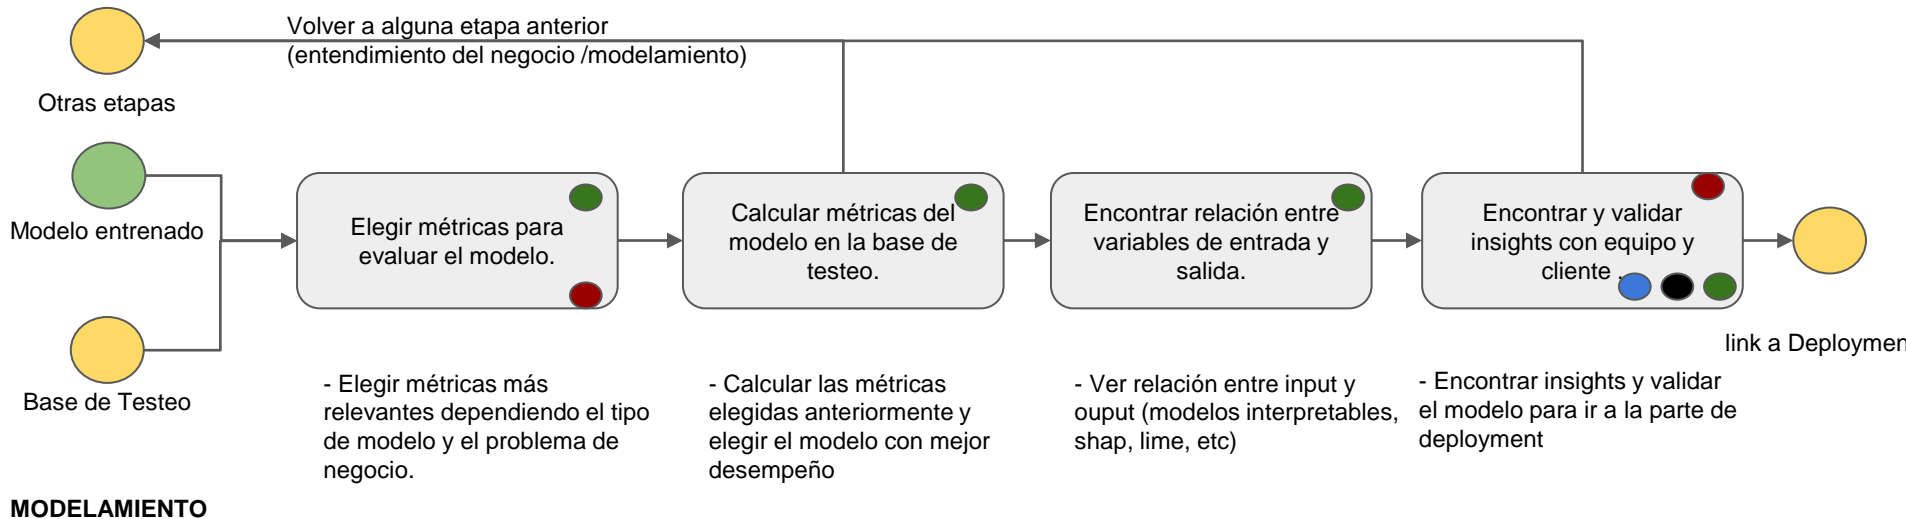 Volver a alguna etapa anterior
(entendimiento del negocio /modelamiento)
Otras etapas
Modelo entrenado
Base de Testeo
Elegir métricas para
evaluar el modelo.
Calcular métricas del
modelo en la base de
testeo.
Encontrar relación entre
variables de entrada y
salida.
Encontrar y validar
insights con equipo y
cliente .
link a Deploymen
- Elegir métricas más
relevantes dependiendo el tipo
de modelo y el problema de
negocio.
- Calcular las métricas
elegidas anteriormente y
elegir el modelo con mejor
desempeño
- Ver relación entre input y
ouput (modelos interpretables,
shap, lime, etc)
- Encontrar insights y validar
el modelo para ir a la parte de
deployment
MODELAMIENTO